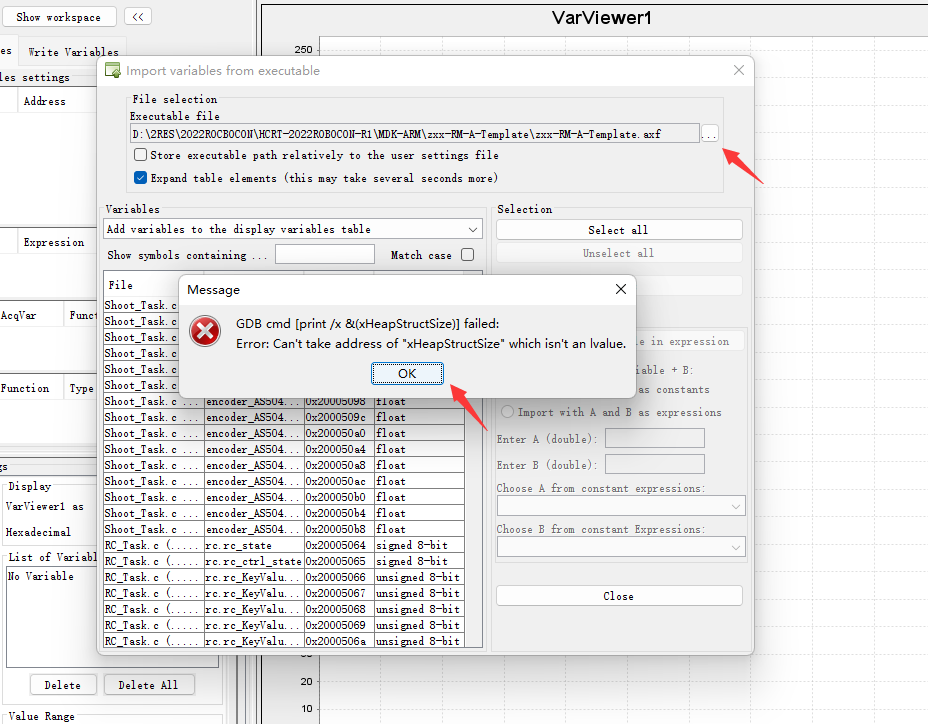 Show workspace
<<
VarViewer1
es
Write Variables
les settings
Address
Expression
AcqVar
Funct
Function
Type
gs
Display
VarViewer1 as
Hexadecimal
List of Variabl
No Variable
Delete
Delete All
Value Range
250
20
10
Import variables from executable
File selection
Executable file
D:\2RES\2022ROCBOCON\HCRT-2022ROBOCON-R1\MDK-ARM\zxx-RM-A-Template\zxx-RM-A-Template.axf
...
Store executable path relatively to the user settings file
Expand table elements (this may take several seconds more)
Variables
Add variables to the display variables table
Show symbols containing ...
Match case
File
Shoot_Task.c
Shoot_Task.c
Shoot_Task.c
Shoot_Task.c
Shoot_Task.c
Shoot_Task.c
Shoot_Task.c ... encoder_AS504... 0x20005098 float
Shoot_Task.c ... encoder_AS504... 0x2000509c float
Shoot_Task.c ... encoder_AS504... 0x200050a0 float
Shoot_Task.c ... encoder_AS504... 0x200050a4 float
Shoot_Task.c ... encoder_AS504... 0x200050a8 float
Shoot_Task.c ... encoder_AS504... 0x200050ac float
Shoot_Task.c ... encoder_AS504... 0x200050b0 float
Shoot_Task.c ... encoder_AS504... 0x200050b4 float
Shoot_Task.c ... encoder_AS504... 0x200050b8 float
RC_Task.c (..... rc.rc_state 0x20005064 signed 8-bit
RC_Task.c (..... rc.rc_ctrl_state 0x20005065 signed 8-bit
RC_Task.c (..... rc.rc_KeyValu... 0x20005066 unsigned 8-bit
RC_Task.c (..... rc.rc_KeyValu... 0x20005067 unsigned 8-bit
RC_Task.c (..... rc.rc_KeyValu... 0x20005068 unsigned 8-bit
RC_Task.c (..... rc.rc_KeyValu... 0x20005069 unsigned 8-bit
RC_Task.c (..... rc.rc_KeyValu... 0x2000506a unsigned 8-bit
Selection
Select all
Unselect all
le in expression
iable + B:
as constants
Import with A and B as expressions
Enter A (double):
Enter B (double):
Choose A from constant expressions:
Choose B from constant Expressions:
Close
Message
GDB cmd [print /x &(xHeapStructSize)] failed:
Error: Can't take address of "xHeapStructSize" which isn't an lvalue.
OK